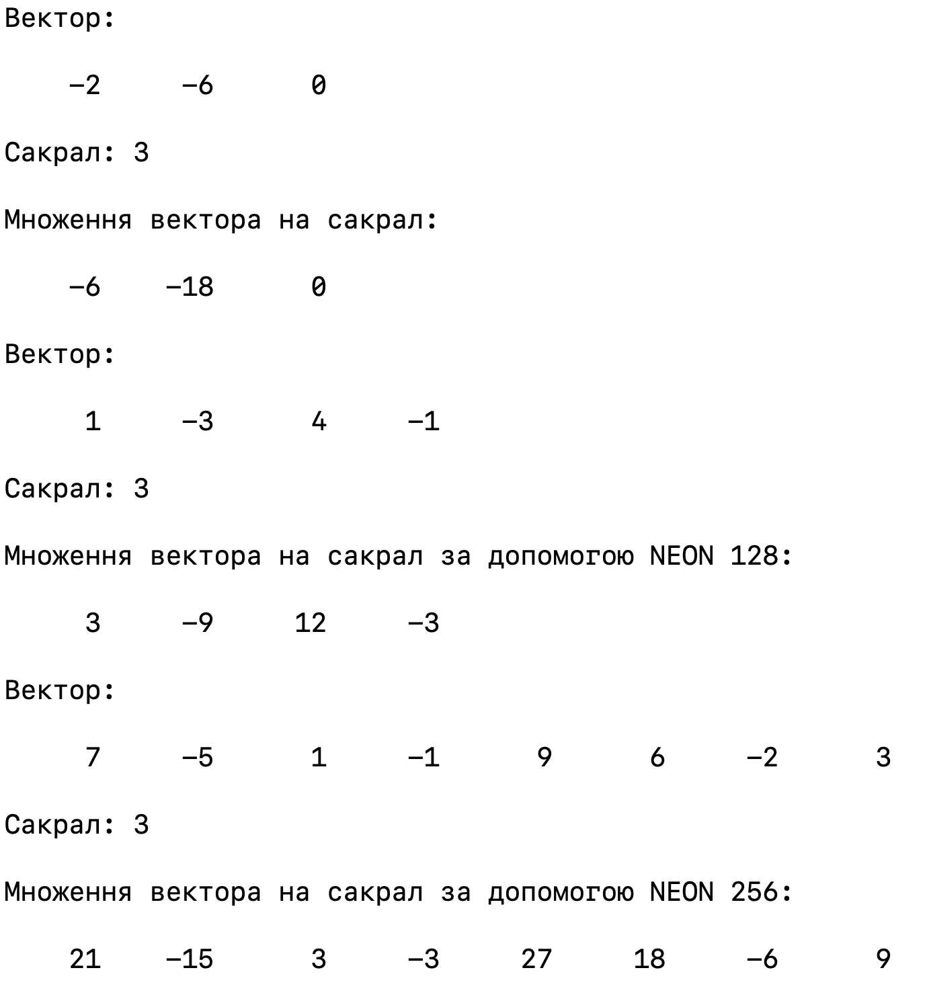 Вектор:
-2 -6 0
Сакрал: 3
Множення вектора на сакрал:
-6 -18 0
Вектор:
1 -3 4 -1
Сакрал: 3
Множення вектора на сакрал за допомогою NEON 128:
3 -9 12 -3
Вектор:
7 -5 1 -1 9 6 -2 3
Сакрал: 3
Множення вектора на сакрал за допомогою NEON 256:
21 -15 3 -3 27 18 -6 9